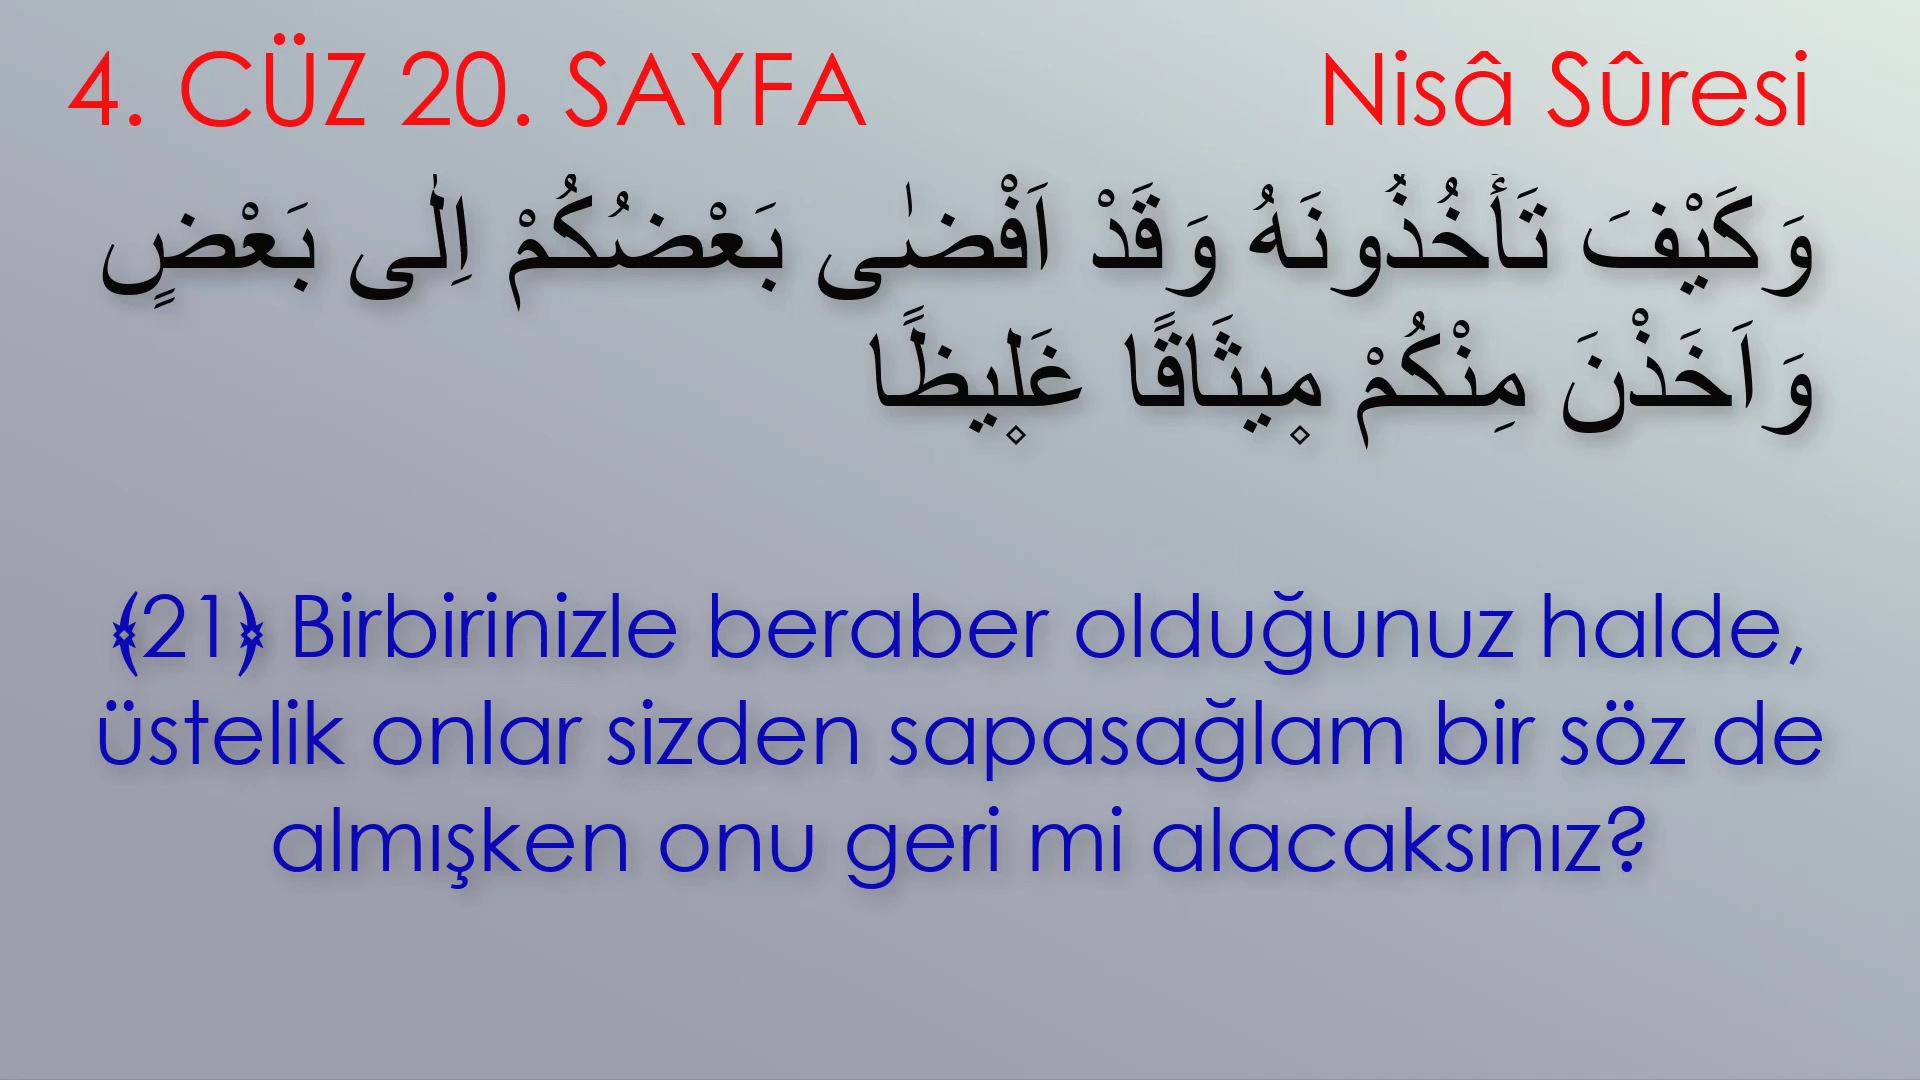 4. CÜZ 20. SAYFA Nisâ Sûresi
وَكَيْفَ تَأْخُذُونَهُ وَقَدْ اَفْضٰى بَعْضُكُمْ اِلٰى بَعْضٍ
وَاَخَذْنَ مِنْكُمْ م۪يثَاقًا غَل۪يظًا
﴾21﴿ Birbirinizle beraber olduğunuz halde,
üstelik onlar sizden sapasağlam bir söz de
almışken onu geri mi alacaksınız?